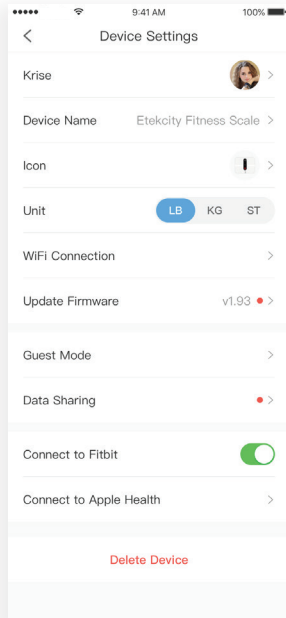 9:41 AM
100%
Device Settings
Krise
Device Name Etekcity Fitness Scale
Icon
Unit LB KG ST
WiFi Connection
Update Firmware v1.93
Guest Mode
Data Sharing
Connect to Fitbit
Connect to Apple Health
Delete Device